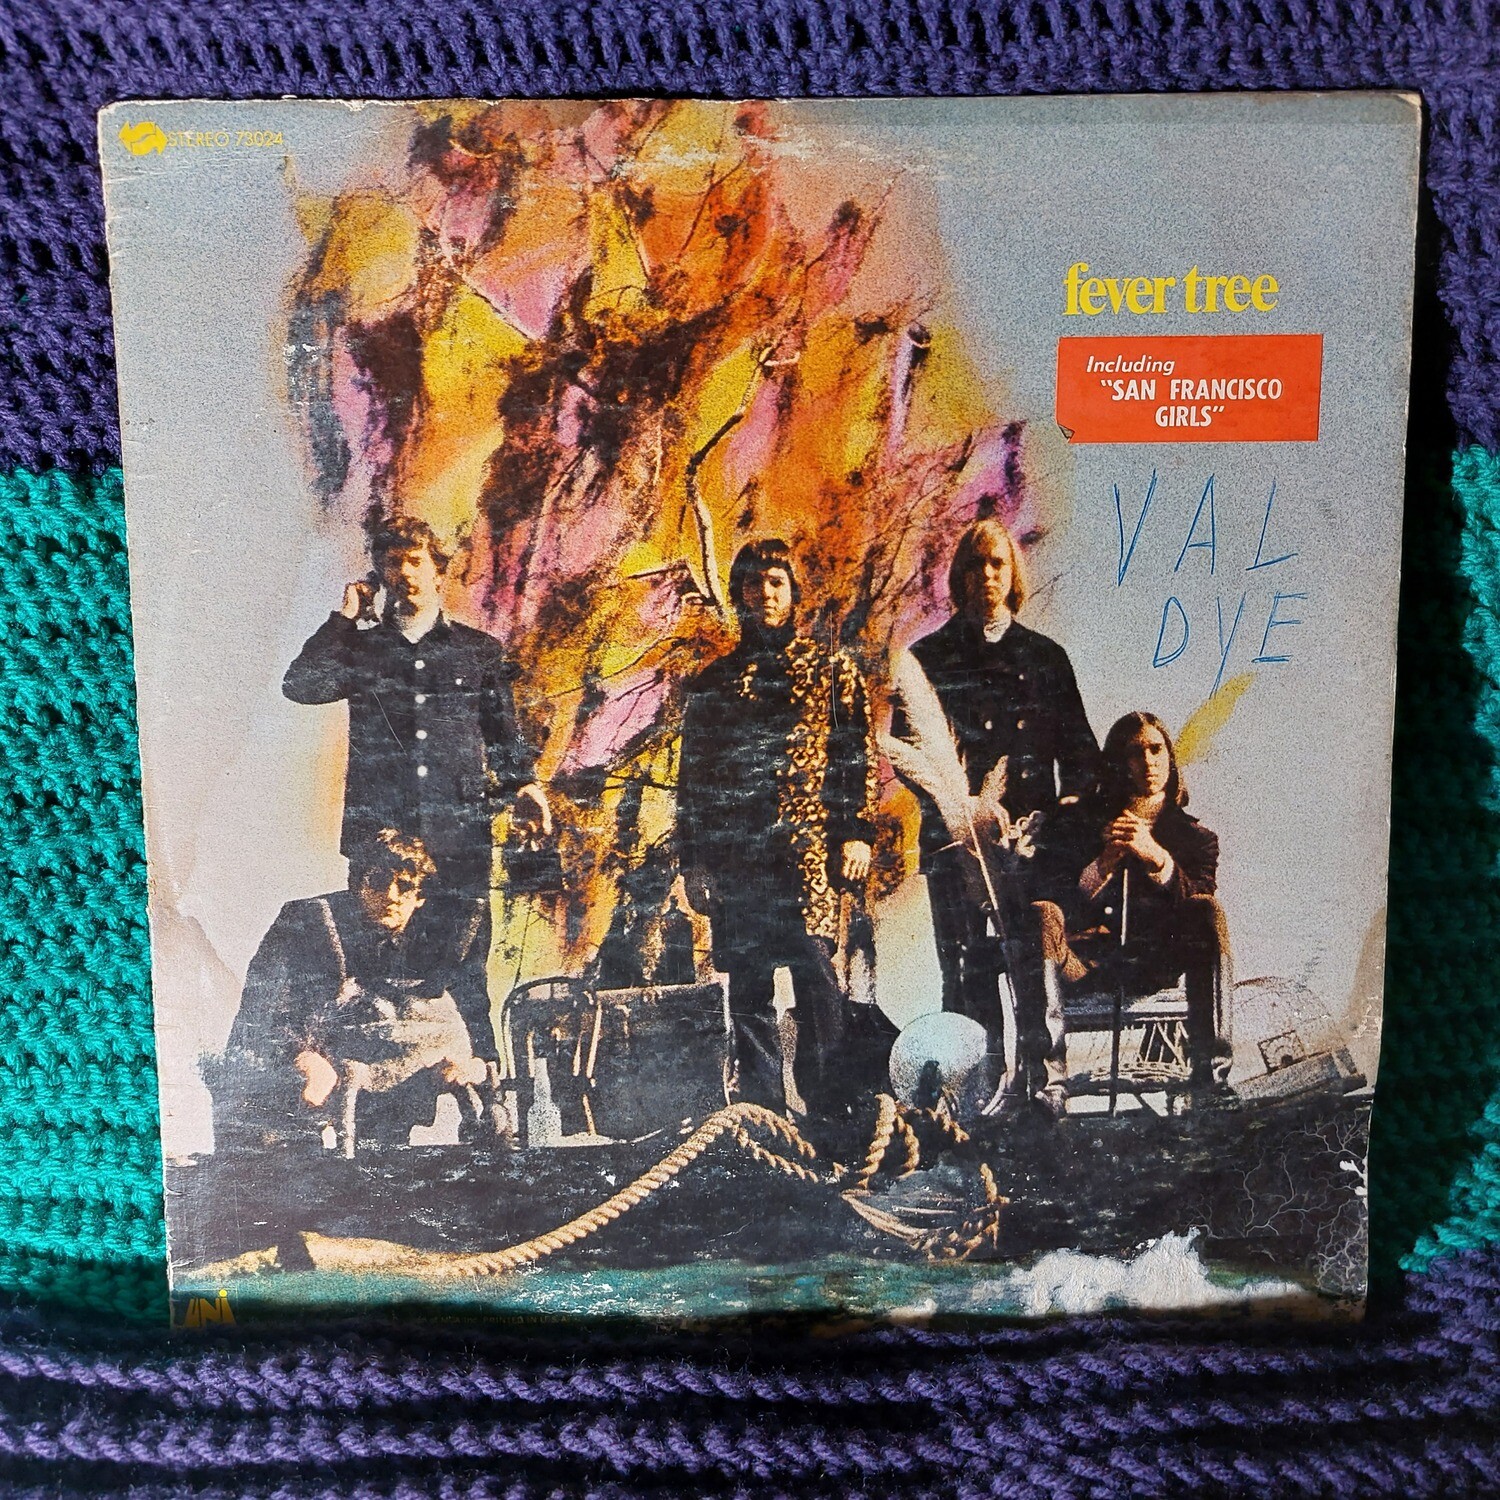 STEREO 73024
fever tree
Including
"SAN FRANCISCO
GIRLS"
VAL
DYE
UNI
PRINTED IN U.S.A.